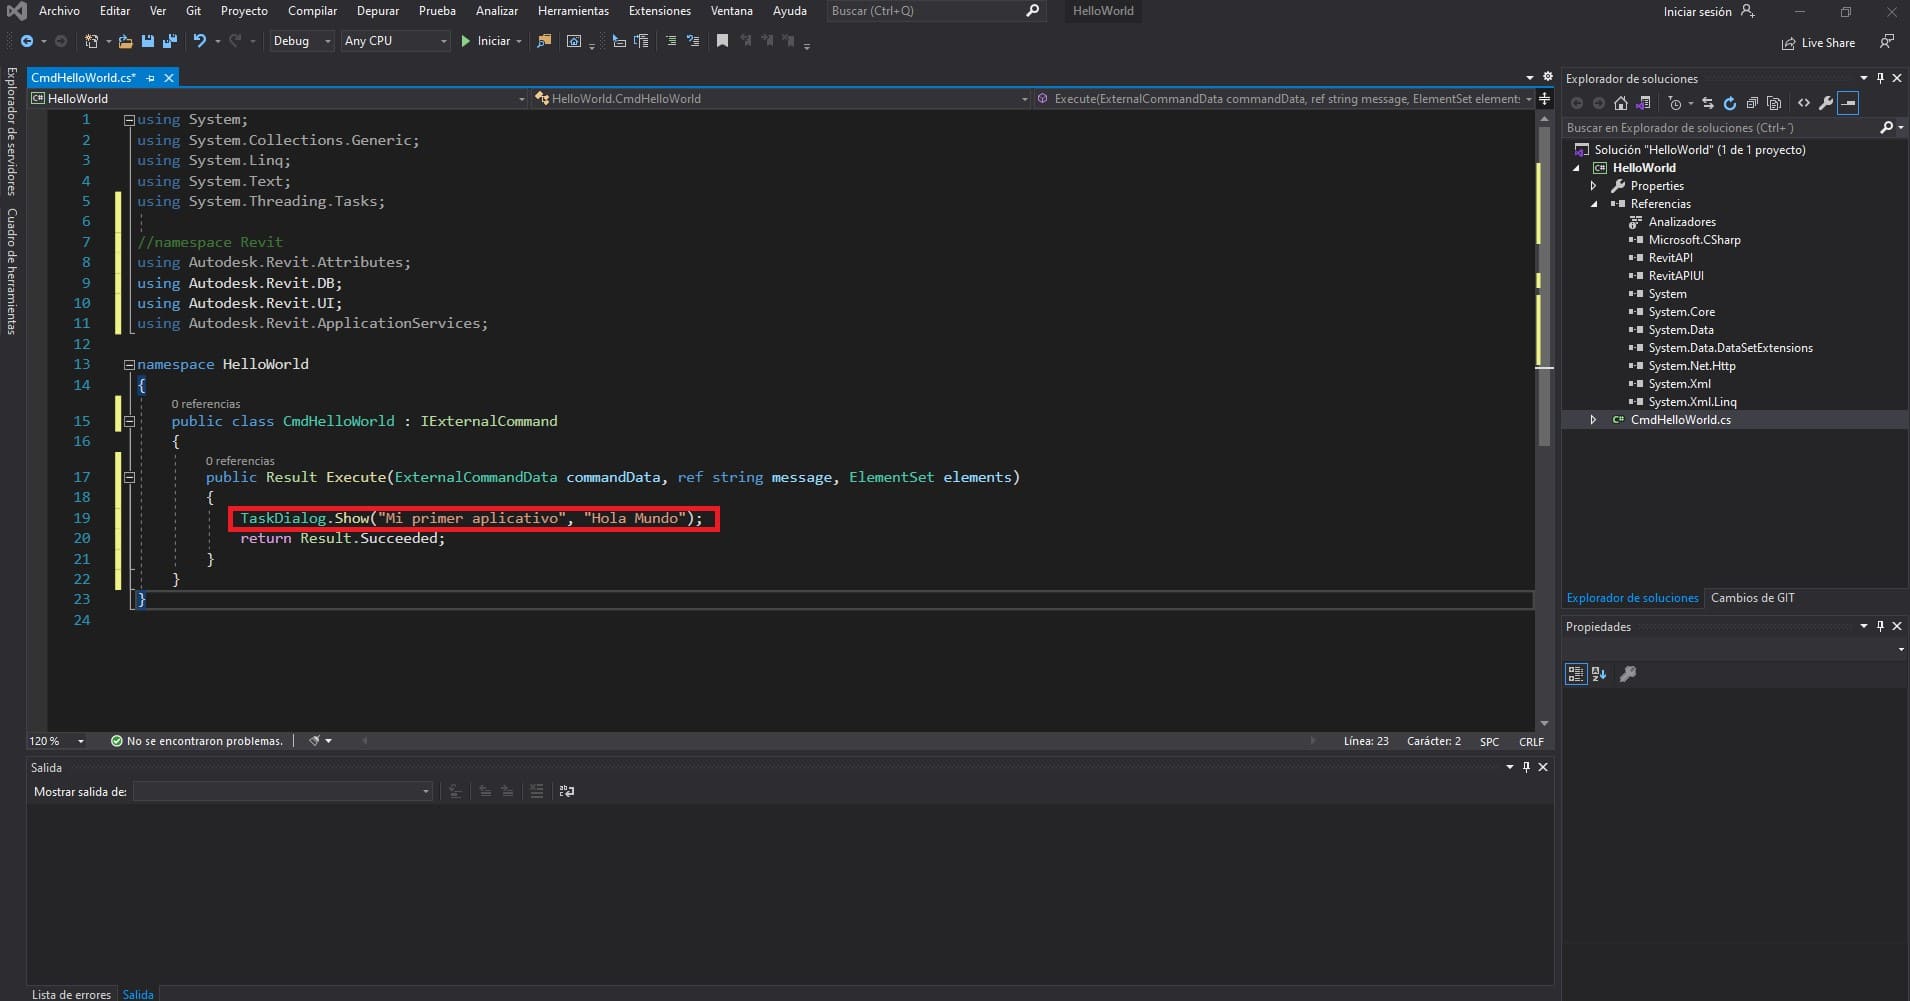 Archivo Editar Ver Git Proyecto Compilar Depurar Prueba Analizar Herramientas Extensiones Ventana Ayuda Buscar (Ctrl+Q) HelloWorld Iniciar sesión
Debug Any CPU Iniciar Live Share
Explorador de servidores
Cuadro de herramientas
CmdHelloWorld.cs*
HelloWorld HelloWorld.CmdHelloWorld Execute(ExternalCommandData commandData, ref string message, ElementSet elements
1 using System;
2 using System.Collections.Generic;
3 using System.Linq;
4 using System.Text;
5 using System.Threading.Tasks;
6
7 //namespace Revit
8 using Autodesk.Revit.Attributes;
9 using Autodesk.Revit.DB;
10 using Autodesk.Revit.UI;
11 using Autodesk.Revit.ApplicationServices;
12
13 namespace HelloWorld
14 {
0 referencias
15 public class CmdHelloWorld : IExternalCommand
16 {
0 referencias
17 public Result Execute(ExternalCommandData commandData, ref string message, ElementSet elements)
18 {
19 TaskDialog.Show("Mi primer aplicativo", "Hola Mundo");
20 return Result.Succeeded;
21 }
22 }
23 }
24
120 % No se encontraron problemas. Línea: 23 Carácter: 2 SPC CRLF
Salida
Mostrar salida de:
Lista de errores Salida
Explorador de soluciones
Buscar en Explorador de soluciones (Ctrl+´)
Solución "HelloWorld" (1 de 1 proyecto)
C# HelloWorld
Properties
Referencias
Analizadores
Microsoft.CSharp
RevitAPI
RevitAPIUI
System
System.Core
System.Data
System.Data.DataSetExtensions
System.Net.Http
System.Xml
System.Xml.Linq
C# CmdHelloWorld.cs
Explorador de soluciones Cambios de GIT
Propiedades